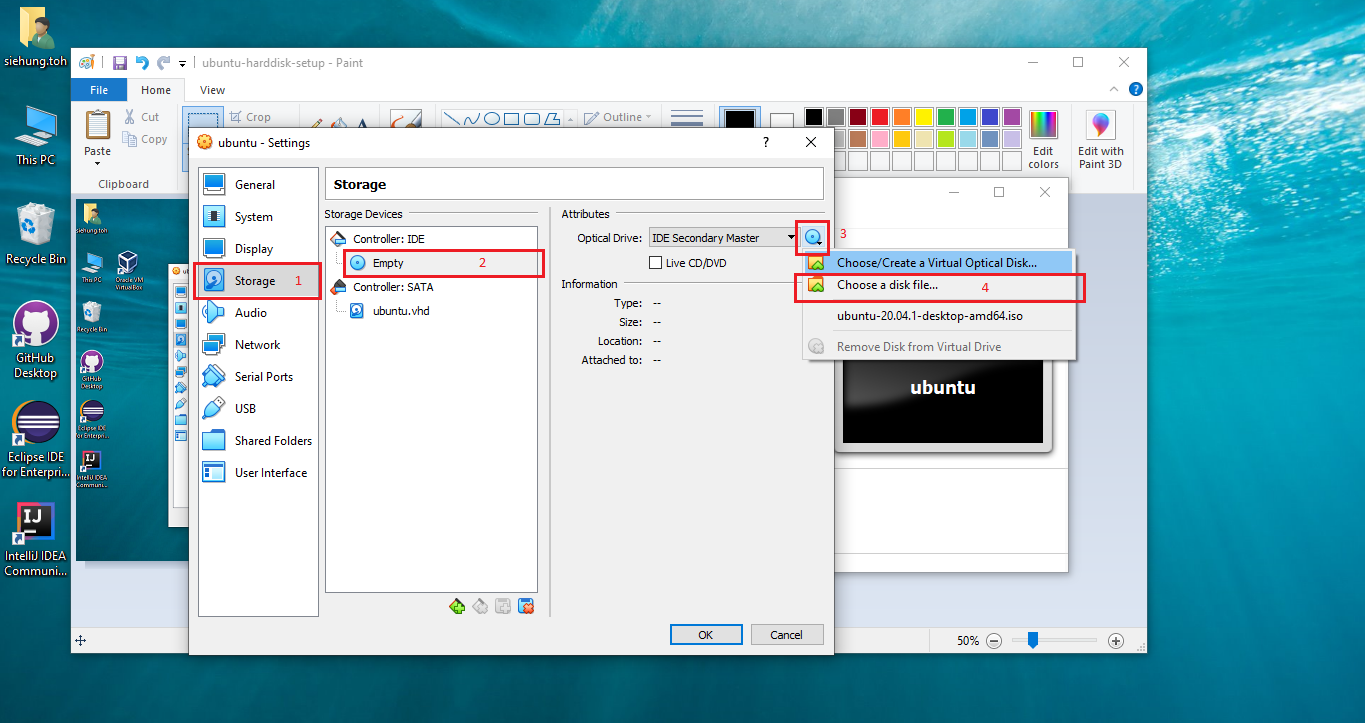 siehung.toh
This PC
Recycle Bin
GitHub
Desktop
Eclipse IDE
for Enterpri...
IntelliJ IDEA
Communi...
ubuntu-harddisk-setup - Paint
File
Home
View
Paste
Cut
Copy
Clipboard
Crop
Outline
Edit
colors
Edit with
Paint 3D
siehung.toh
This PC
Oracle VM
VirtualBox
Recycle Bin
GitHub
Desktop
Eclipse IDE
for Enterpri...
IntelliJ IDEA
Communi...
ubuntu - Settings
?
General
System
Display
Storage 1
Audio
Network
Serial Ports
USB
Shared Folders
User Interface
Storage
Storage Devices
Controller: IDE
Empty 2
Controller: SATA
ubuntu.vhd
Attributes
Optical Drive: IDE Secondary Master 3
Live CD/DVD
Information
Type: --
Size: --
Location: --
Attached to: --
Choose/Create a Virtual Optical Disk...
Choose a disk file... 4
ubuntu-20.04.1-desktop-amd64.iso
Remove Disk from Virtual Drive
ubuntu
OK
Cancel
50%